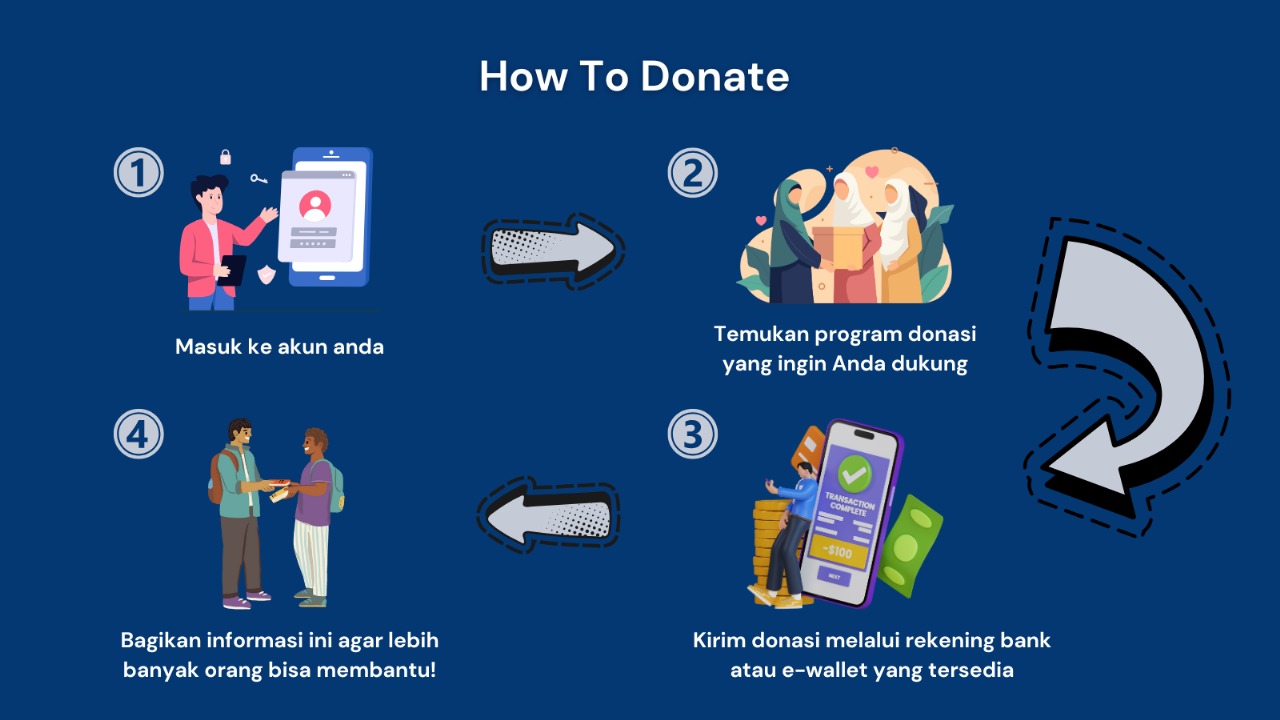 How To Donate
1
Masuk ke akun anda
2
Temukan program donasi
yang ingin Anda dukung
3
TRANSACTION
COMPLETE
-$100
NEXT
Kirim donasi melalui rekening bank
atau e-wallet yang tersedia
4
Bagikan informasi ini agar lebih
banyak orang bisa membantu!